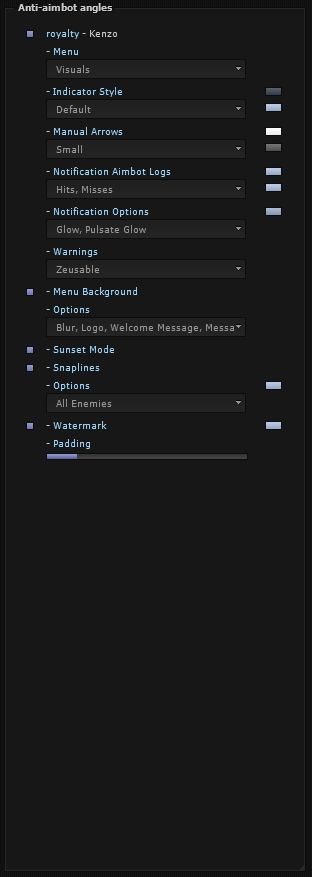 Anti-aimbot angles
royalty - Kenzo
- Menu
Visuals
- Indicator Style
Default
- Manual Arrows
Small
- Notification Aimbot Logs
Hits, Misses
- Notification Options
Glow, Pulsate Glow
- Warnings
Zeusable
- Menu Background
- Options
Blur, Logo, Welcome Message, Messa
- Sunset Mode
- Snaplines
- Options
All Enemies
- Watermark
- Padding